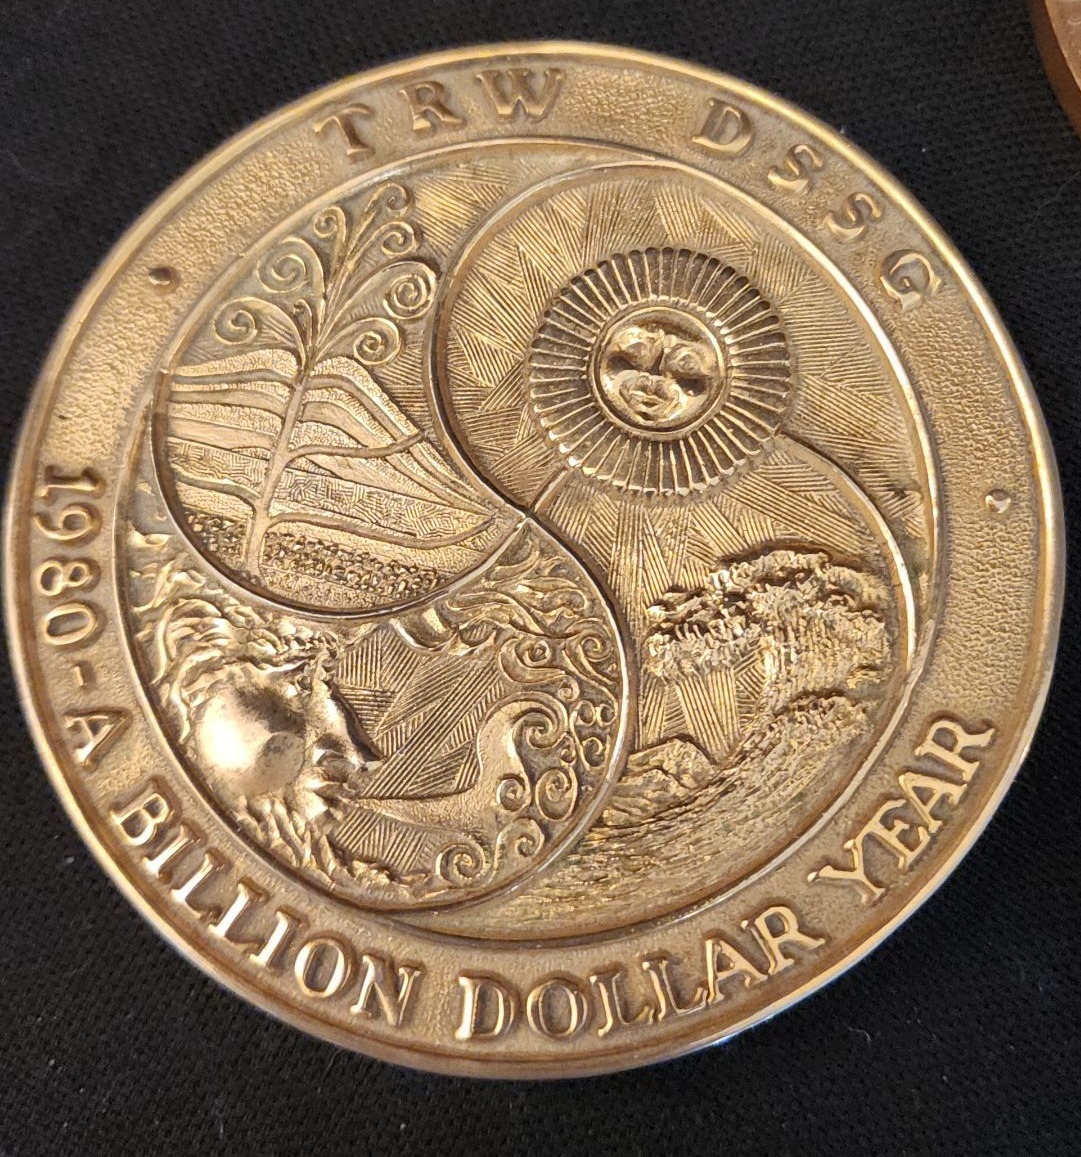 TRW DSSG
1980-A BILLION DOLLAR YEAR